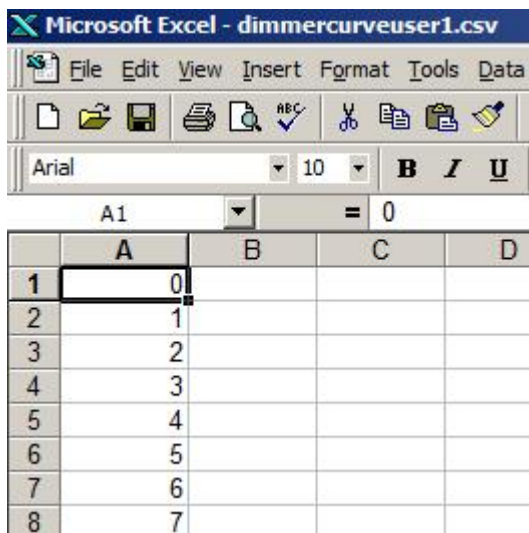 Microsoft Excel - dimmercurveuser1.csv
File Edit View Insert Format Tools Data
ABC
Arial 10 B I U
A1 = 0
A B C D
1 0
2 1
3 2
4 3
5 4
6 5
7 6
8 7